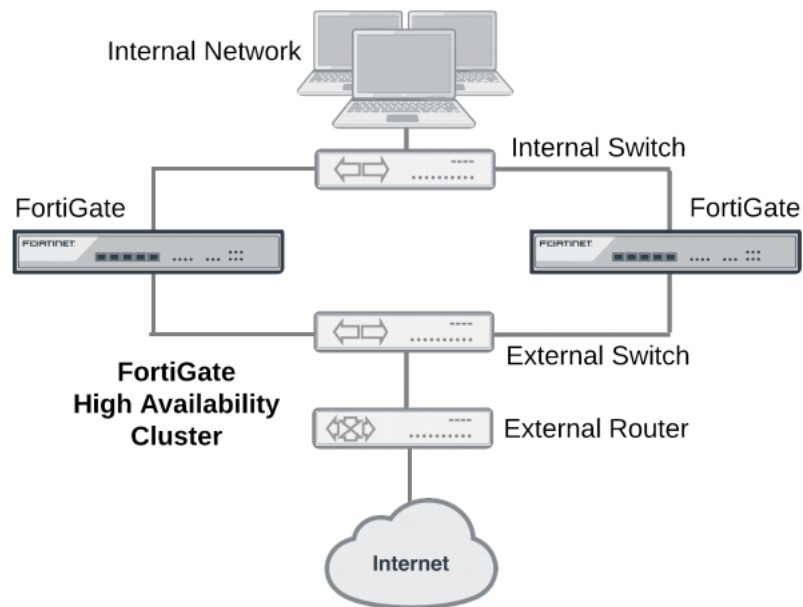 Internal Network
Internal Switch
FortiGate
FortiGate
FORTINET
FORTINET
External Switch
FortiGate
High Availability
Cluster
External Router
Internet